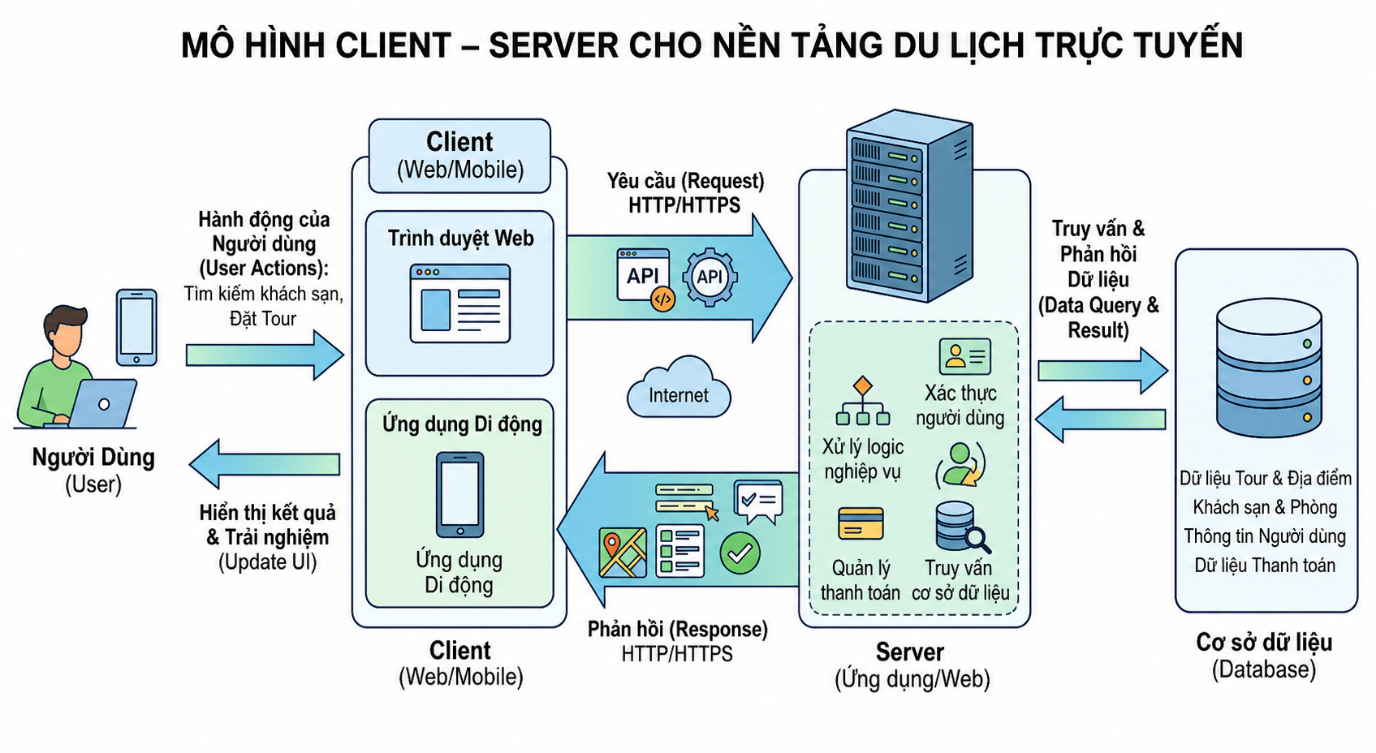 MÔ HÌNH CLIENT – SERVER CHO NỀN TẢNG DU LỊCH TRỰC TUYẾN
Hành động của
Người dùng
(User Actions):
Tìm kiếm khách sạn,
Đặt Tour
Người Dùng
(User)
Hiển thị kết quả
& Trải nghiệm
(Update UI)
Client
(Web/Mobile)
Trình duyệt Web
Ứng dụng Di động
Ứng dụng
Di động
Client
(Web/Mobile)
Yêu cầu (Request)
HTTP/HTTPS
API
</>
API
Internet
Phản hồi (Response)
HTTP/HTTPS
Xác thực
người dùng
Xử lý logic
nghiệp vụ
Quản lý
thanh toán
Truy vấn
cơ sở dữ liệu
Server
(Ứng dụng/Web)
Truy vấn &
Phản hồi
Dữ liệu
(Data Query &
Result)
Dữ liệu Tour & Địa điểm
Khách sạn & Phòng
Thông tin Người dùng
Dữ liệu Thanh toán
Cơ sở dữ liệu
(Database)